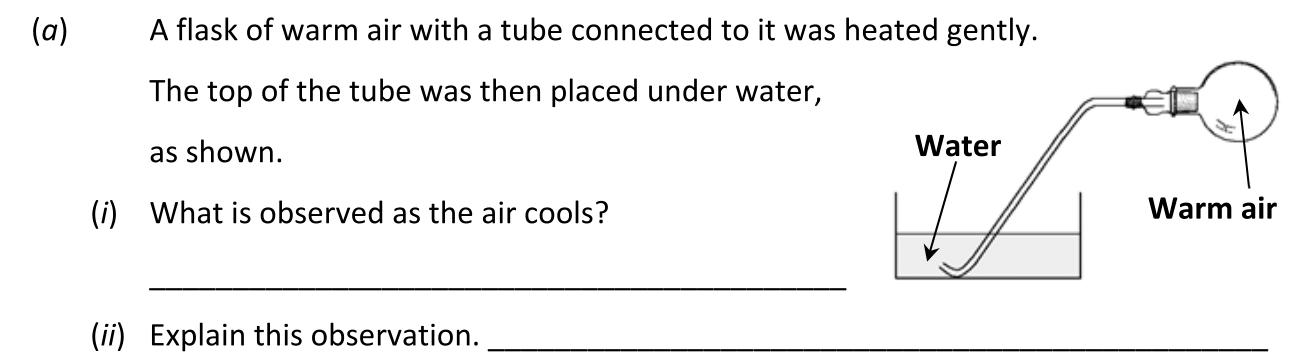 (a) A flask of warm air with a tube connected to it was heated gently.
The top of the tube was then placed under water,
as shown.
Water
(i) What is observed as the air cools?
Warm air
(ii) Explain this observation.